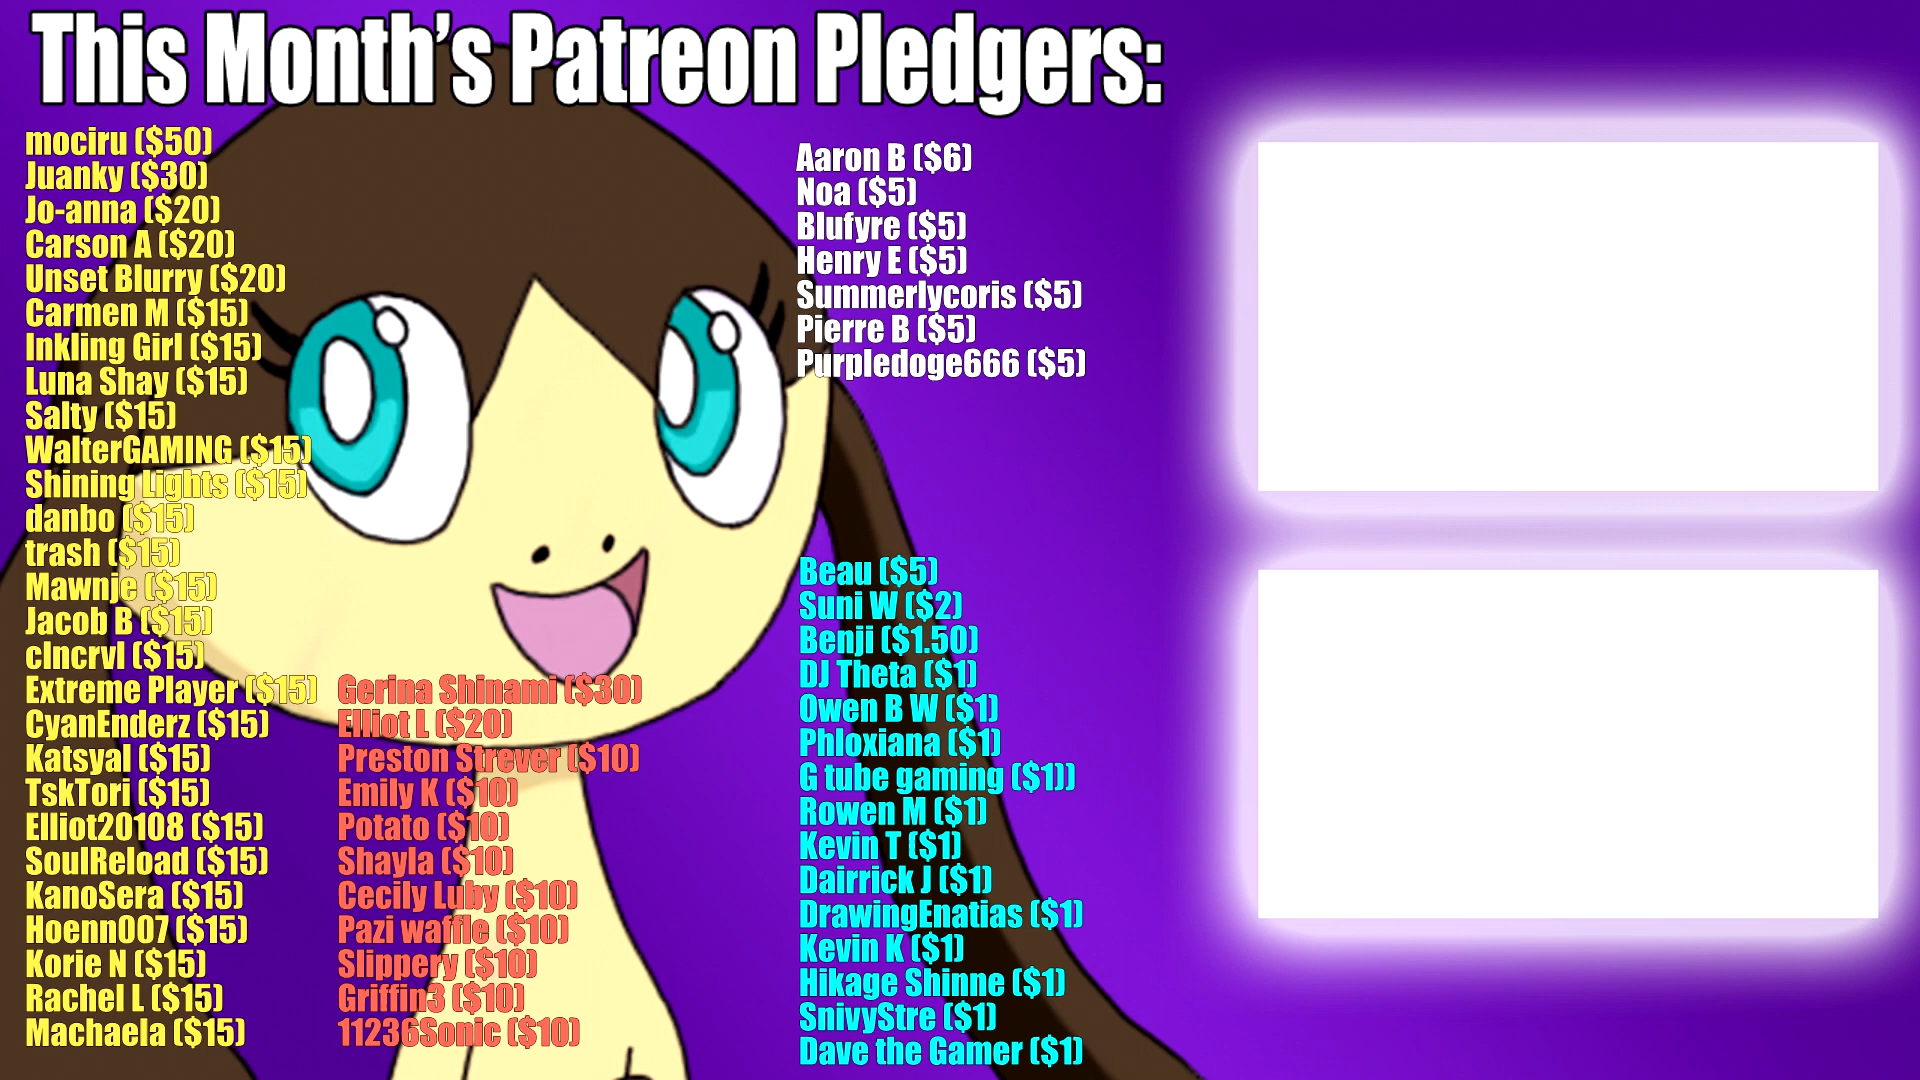 This Month's Patreon Pledgers:
mociru ($50)
Juanky ($30)
Jo-anna ($20)
Carson A ($20)
Unset Blurry ($20)
Carmen M ($15)
Inkling Girl ($15)
Luna Shay ($15)
Salty ($15)
WalterGAMING ($15)
Shining Lights ($15)
danbo ($15)
trash ($15)
Mawnje ($15)
Jacob B ($15)
clncrvl ($15)
Extreme Player ($15)
CyanEnderz ($15)
Katsyal ($15)
TskTori ($15)
Elliot20108 ($15)
SoulReload ($15)
KanoSera ($15)
Hoenn007 ($15)
Korie N ($15)
Rachel L ($15)
Machaela ($15)
Gerina Shinami ($30)
Elliot L ($20)
Preston Strever ($10)
Emily K ($10)
Potato ($10)
Shayla ($10)
Cecily Luby ($10)
Pazi waffle ($10)
Slippery ($10)
Griffin3 ($10)
11236Sonic ($10)
Aaron B ($6)
Noa ($5)
Blufyre ($5)
Henry E ($5)
Summerlycoris ($5)
Pierre B ($5)
Purpledoge666 ($5)
Beau ($5)
Suni W ($2)
Benji ($1.50)
DJ Theta ($1)
Owen B W ($1)
Phloxiana ($1)
G tube gaming ($1))
Rowen M ($1)
Kevin T ($1)
Dairrick J ($1)
DrawingEnatias ($1)
Kevin K ($1)
Hikage Shinne ($1)
SnivyStre ($1)
Dave the Gamer ($1)